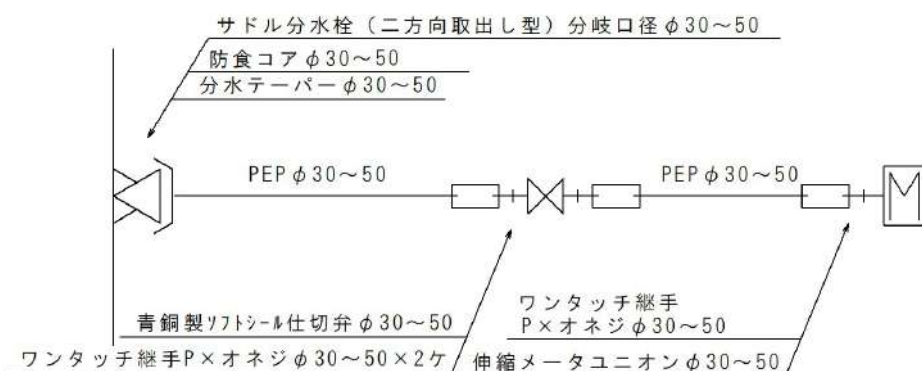 サドル分水栓（二方向取出し型）分岐口径φ30～50
防食コアφ30～50
分水テーパーφ30～50
PEPφ30～50
PEPφ30～50
青銅製ｿﾌﾄｼｰﾙ仕切弁φ30～50
ワンタッチ継手P×オネジφ30～50×2ケ
ワンタッチ継手
P×オネジφ30～50
伸縮メータユニオンφ30～50
M